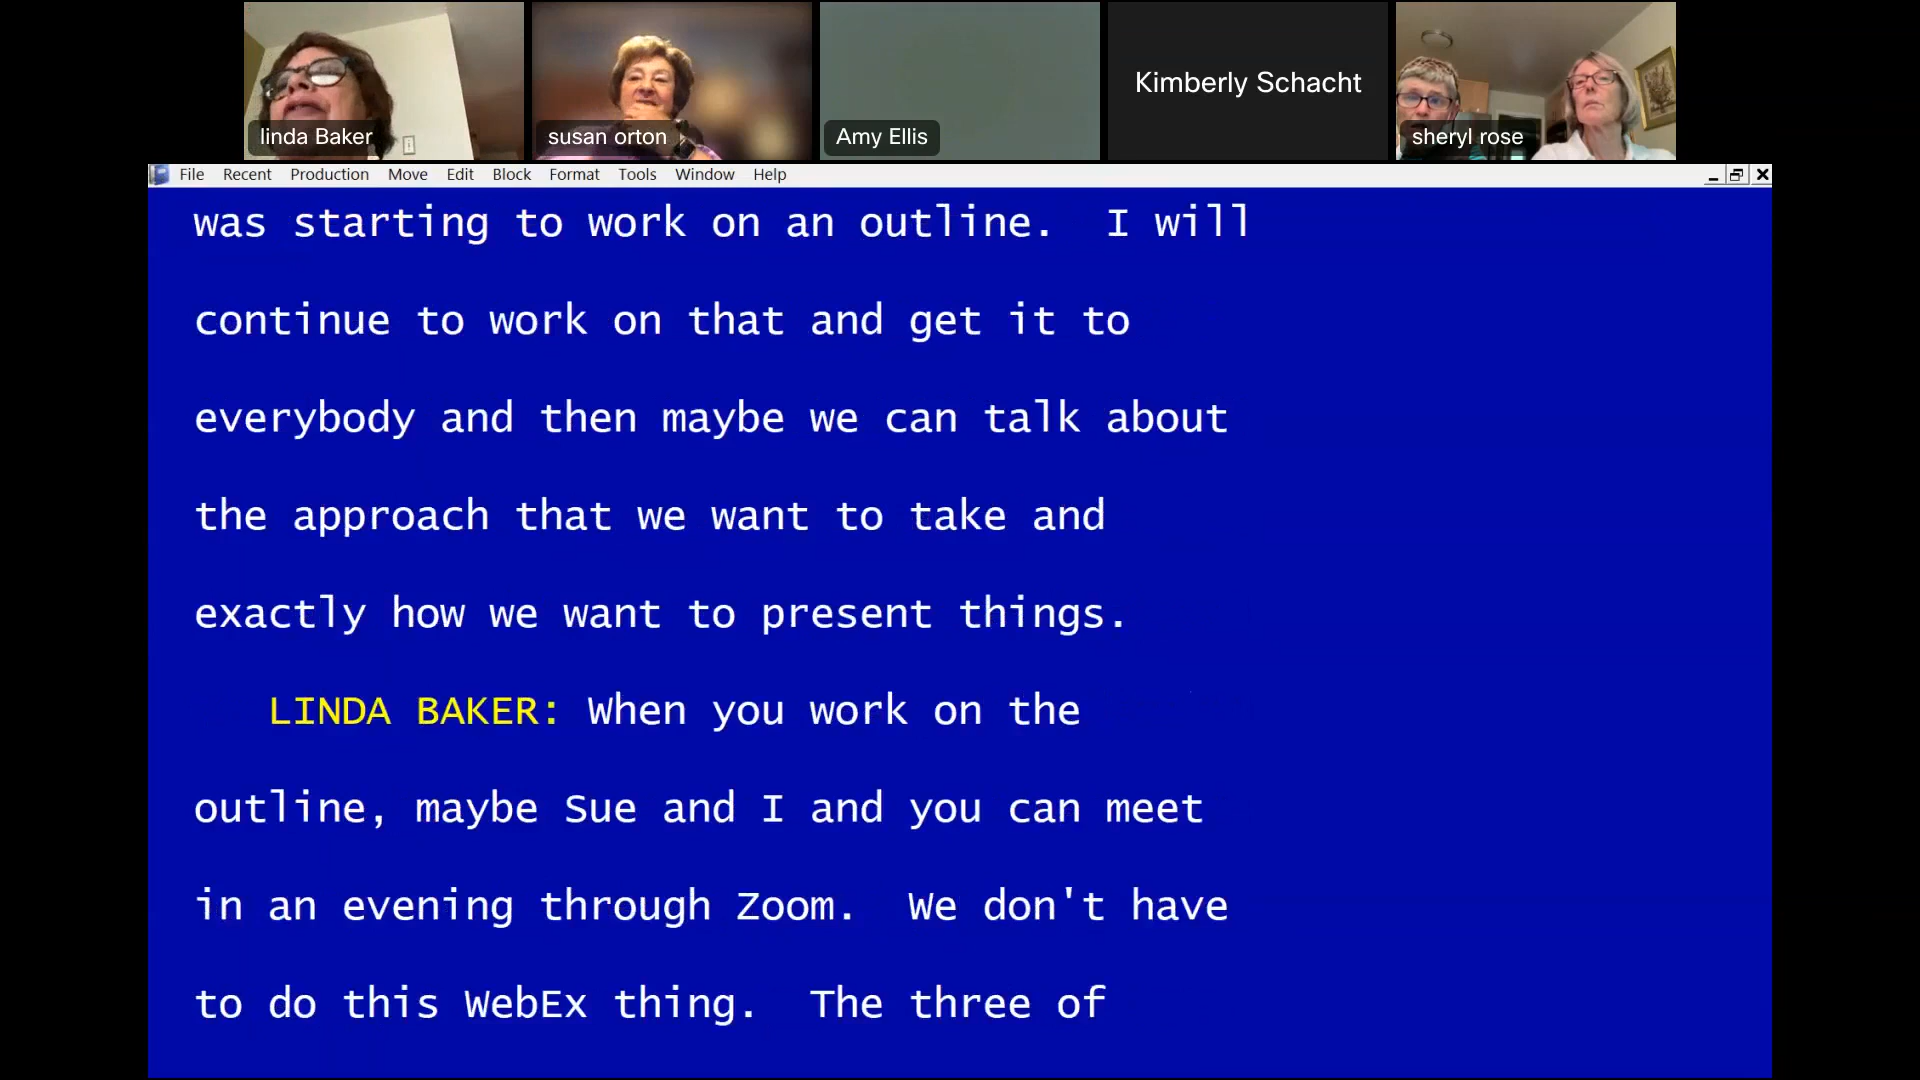 linda Baker
susan orton
Amy Ellis
Kimberly Schacht
sheryl rose
File Recent Production Move Edit Block Format Tools Window Help
was starting to work on an outline.  I will
continue to work on that and get it to
everybody and then maybe we can talk about
the approach that we want to take and
exactly how we want to present things.
LINDA BAKER: When you work on the
outline, maybe Sue and I and you can meet
in an evening through Zoom.  We don't have
to do this WebEx thing.  The three of